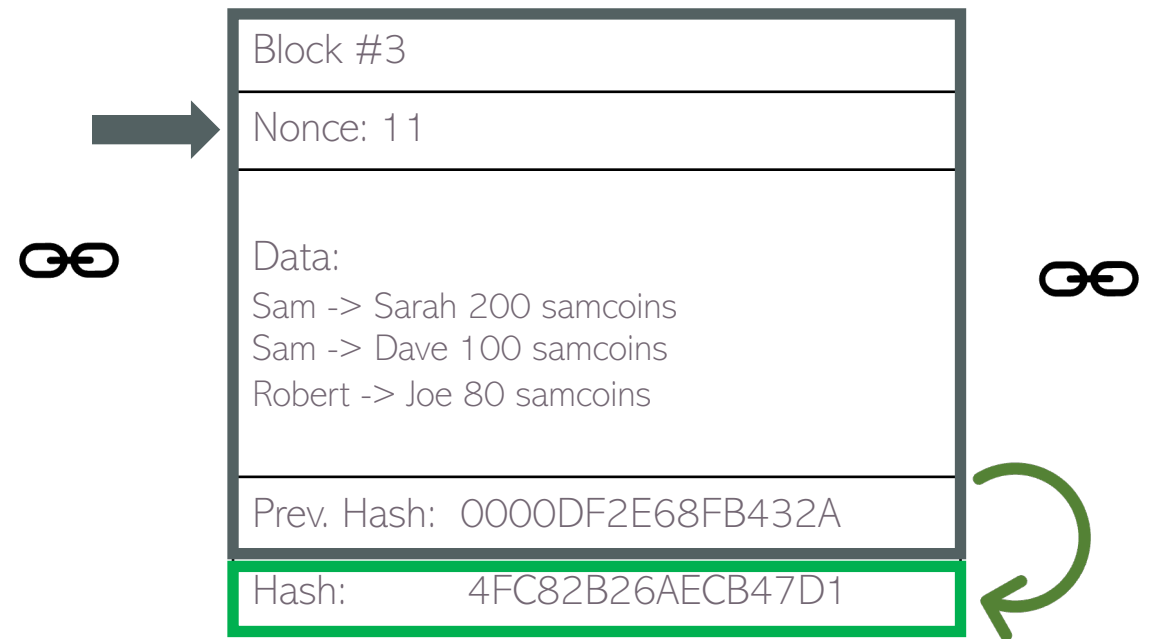 Block #3
Nonce: 11
Data:
Sam -> Sarah 200 samcoins
Sam -> Dave 100 samcoins
Robert -> Joe 80 samcoins
Prev. Hash: 0000DF2E68FB432A
Hash: 4FC82B26AECB47D1